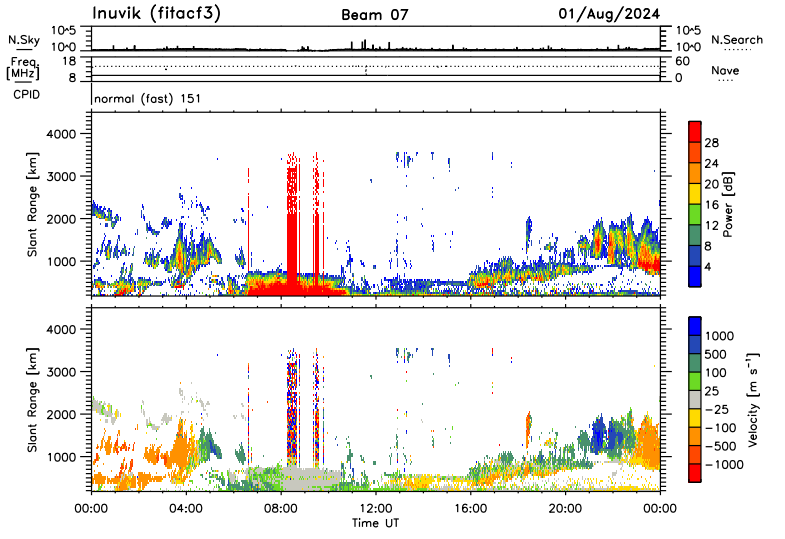 Inuvik (fitacf3)
Beam 07
01/Aug/2024
N.Sky
10^5
10^0
10^5
10^0
N.Search
Freq.
[MHz]
18
8
60
0
Nave
CPID
normal (fast) 151
Slant Range [km]
4000
3000
2000
1000
28
24
20
16
12
8
4
Power [dB]
Slant Range [km]
4000
3000
2000
1000
1000
500
100
25
-25
-100
-500
-1000
Velocity [m s^-1]
00:00 04:00 08:00 12:00 16:00 20:00 00:00
Time UT